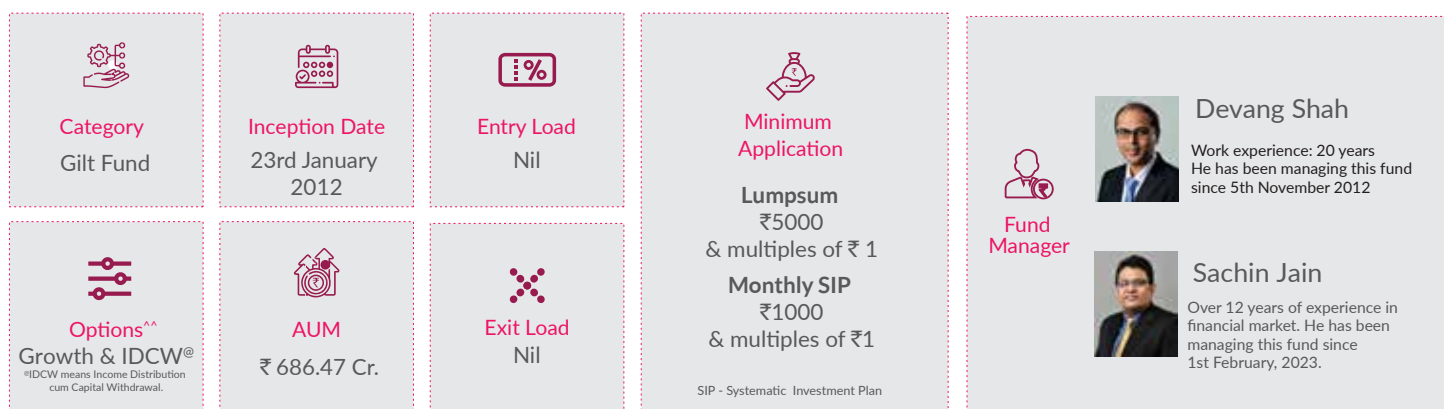 Category
Gilt Fund
Inception Date
23rd January
2012
%
Entry Load
Nil
Options^^
Growth & IDCW@
@IDCW means Income Distribution
cum Capital Withdrawal.
₹
AUM
₹ 686.47 Cr.
Exit Load
Nil
₹
Minimum
Application
Lumpsum
₹5000
& multiples of ₹ 1
Monthly SIP
₹1000
& multiples of ₹1
SIP - Systematic Investment Plan
₹
Fund
Manager
Devang Shah
Work experience: 20 years
He has been managing this fund
since 5th November 2012
Sachin Jain
Over 12 years of experience in
financial market. He has been
managing this fund since
1st February, 2023.